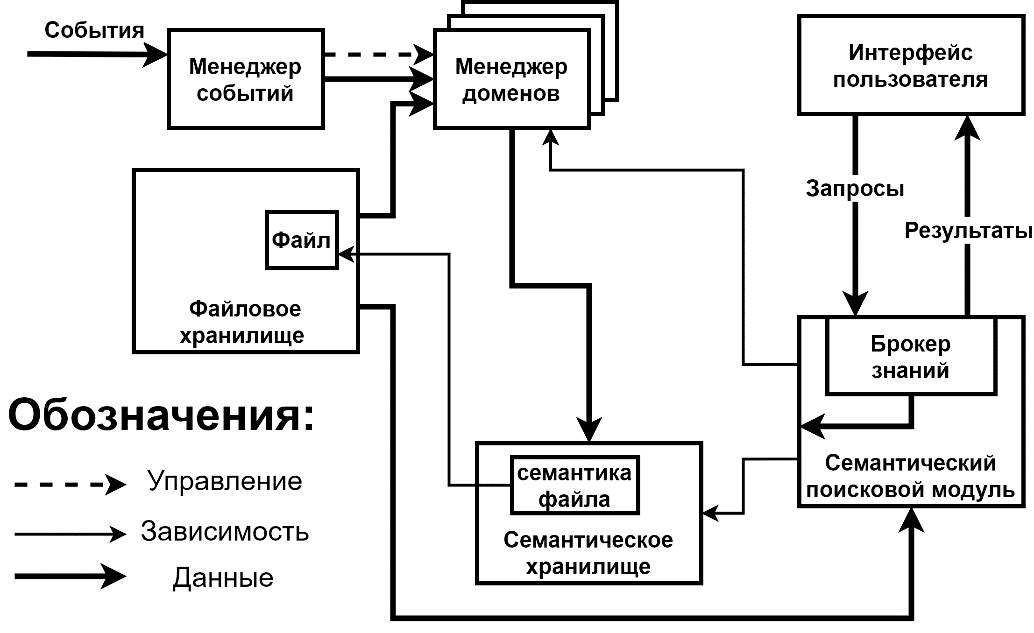 События
Менеджер
событий
Менеджер
доменов
Интерфейс
пользователя
Запросы
Результаты
Файл
Файловое
хранилище
Брокер
знаний
Семантический
поисковой модуль
семантика
файла
Семантическое
хранилище
Обозначения:
Управление
Зависимость
Данные